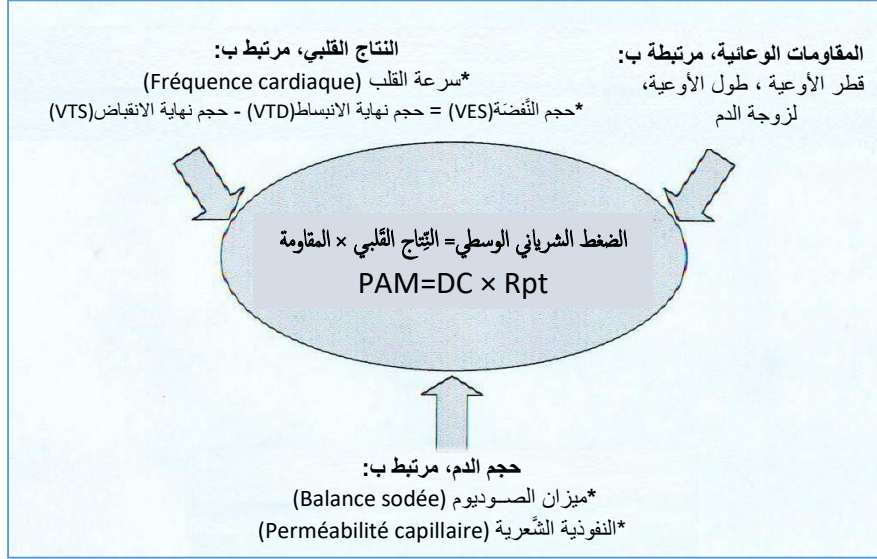 المقاومات الوعائية، مرتبطة ب:
قطر الأوعية ، طول الأوعية،
لزوجة الدم
النتاج القلبي، مرتبط ب:
*سرعة القلب (Fréquence cardiaque)
*حجم النَّفضَة(VES) = حجم نهاية الانبساط(VTD) - حجم نهاية الانقباض(VTS)
الضغط الشرياني الوسطي= النِّتاج القَلبي × المقاومة
PAM=DC × Rpt
حجم الدم، مرتبط ب:
*ميزان الصــوديوم (Balance sodée)
*النفوذية الشَّعرية (Perméabilité capillaire)